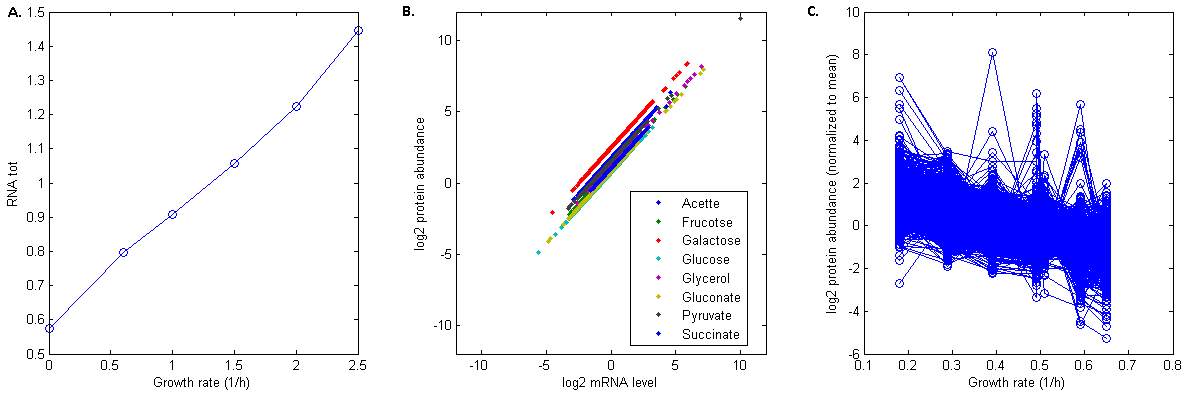 A.
1.5
1.4
1.3
1.2
1.1
1
0.9
0.8
0.7
0.6
0.5
RNA tot
0 0.5 1 1.5 2 2.5
Growth rate (1/h)
B.
10
5
0
-5
-10
log2 protein abundance
-10 -5 0 5 10
log2 mRNA level
Acette
Frucotse
Galactose
Glucose
Glycerol
Gluconate
Pyruvate
Succinate
C.
10
8
6
4
2
0
-2
-4
-6
log2 protein abundance (normalized to mean)
0.1 0.2 0.3 0.4 0.5 0.6 0.7 0.8
Growth rate (1/h)